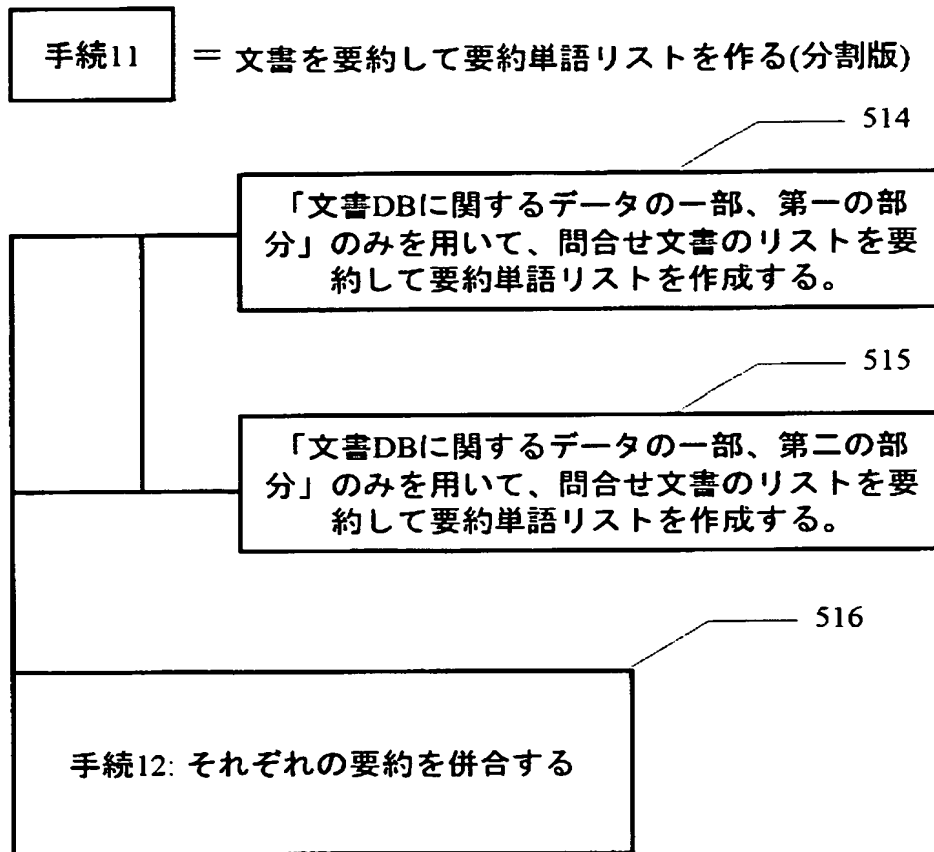 手続11 = 文書を要約して要約単語リストを作る(分割版)
514
「文書DBに関するデータの一部、第一の部
分」のみを用いて、問合せ文書のリストを要
約して要約単語リストを作成する。
515
「文書DBに関するデータの一部、第二の部
分」のみを用いて、問合せ文書のリストを要
約して要約単語リストを作成する。
516
手続12: それぞれの要約を併合する